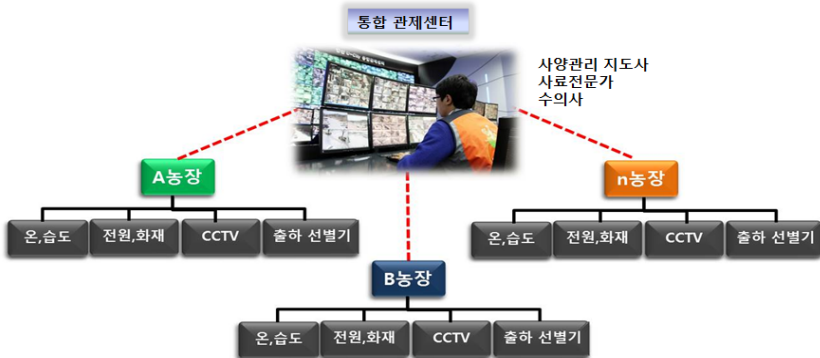 통합 관제센터
사양관리 지도사
사료전문가
수의사
A농장
온,습도
전원,화재
CCTV
출하 선별기
n농장
온,습도
전원,화재
CCTV
출하 선별기
B농장
온,습도
전원,화재
CCTV
출하 선별기